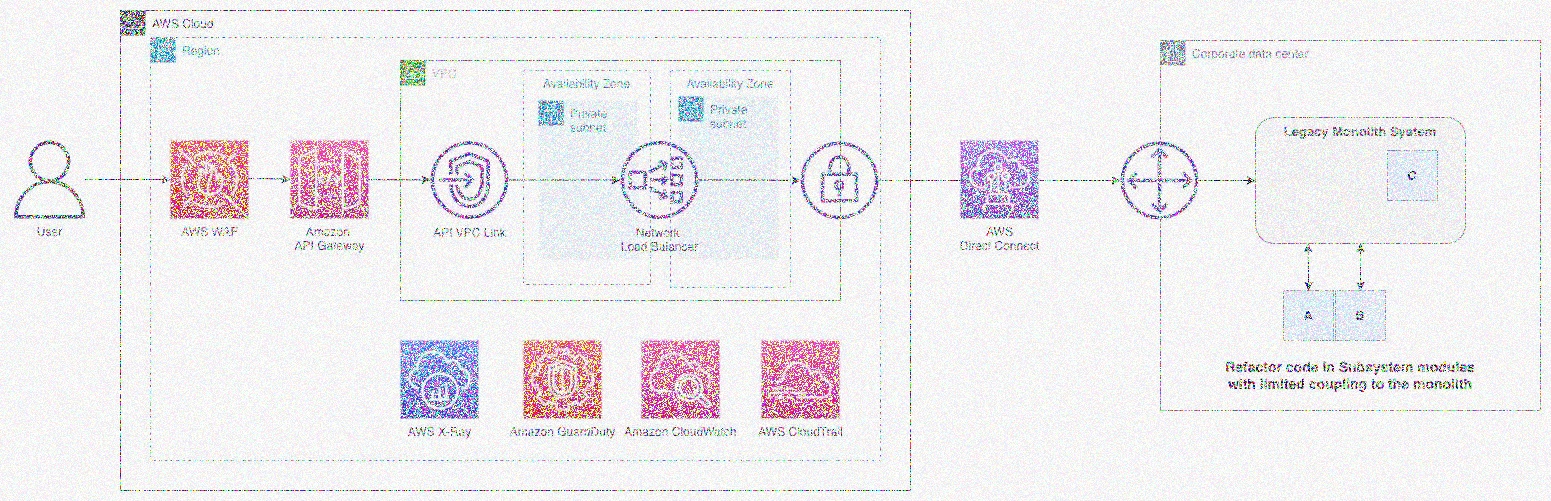 AWS Cloud
Region
VPC
Availability Zone
Private
subnet
Availability Zone
Private
subnet
Corporate data center
Legacy Monolith System
C
User
AWS WAF
Amazon
API Gateway
API VPC Link
Network
Load Balancer
AWS
Direct Connect
A
B
Refactor code in Subsystem modules
with limited coupling to the monolith
AWS X-Ray
Amazon GuardDuty
Amazon CloudWatch
AWS CloudTrail